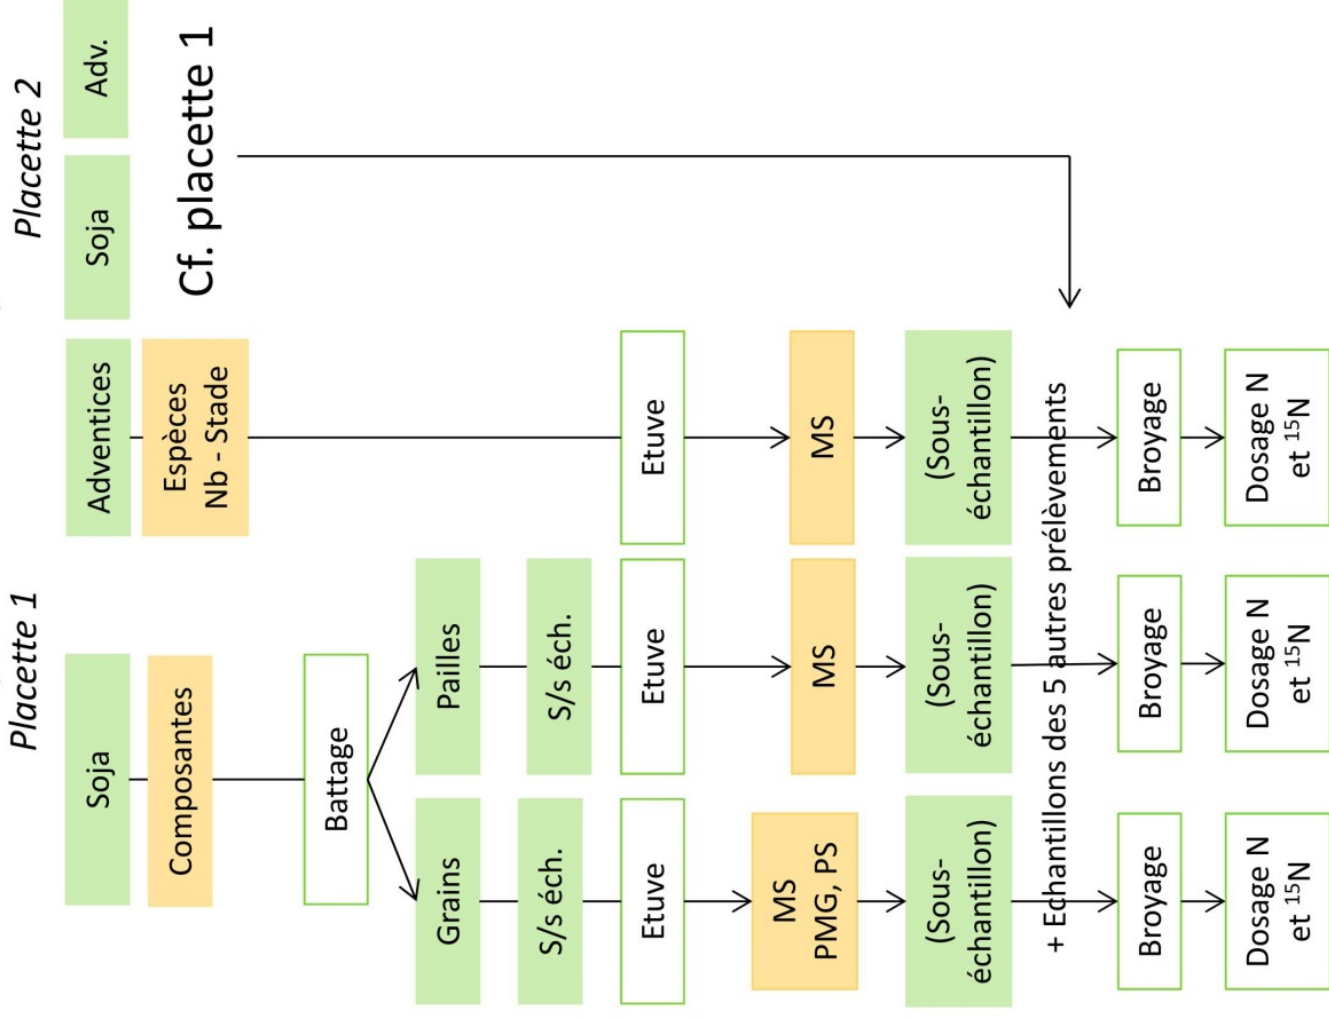 Placette 1
Placette 2
Soja
Adventices
Soja
Adv.
Composantes
Espèces
Nb - Stade
Cf. placette 1
Battage
Grains
Pailles
S/s éch.
S/s éch.
Etuve
Etuve
Etuve
MS
PMG, PS
MS
MS
(Sous-
échantillon)
(Sous-
échantillon)
(Sous-
échantillon)
+ Echantillons des 5 autres prélèvements
Broyage
Broyage
Broyage
Dosage N
et ¹⁵N
Dosage N
et ¹⁵N
Dosage N
et ¹⁵N